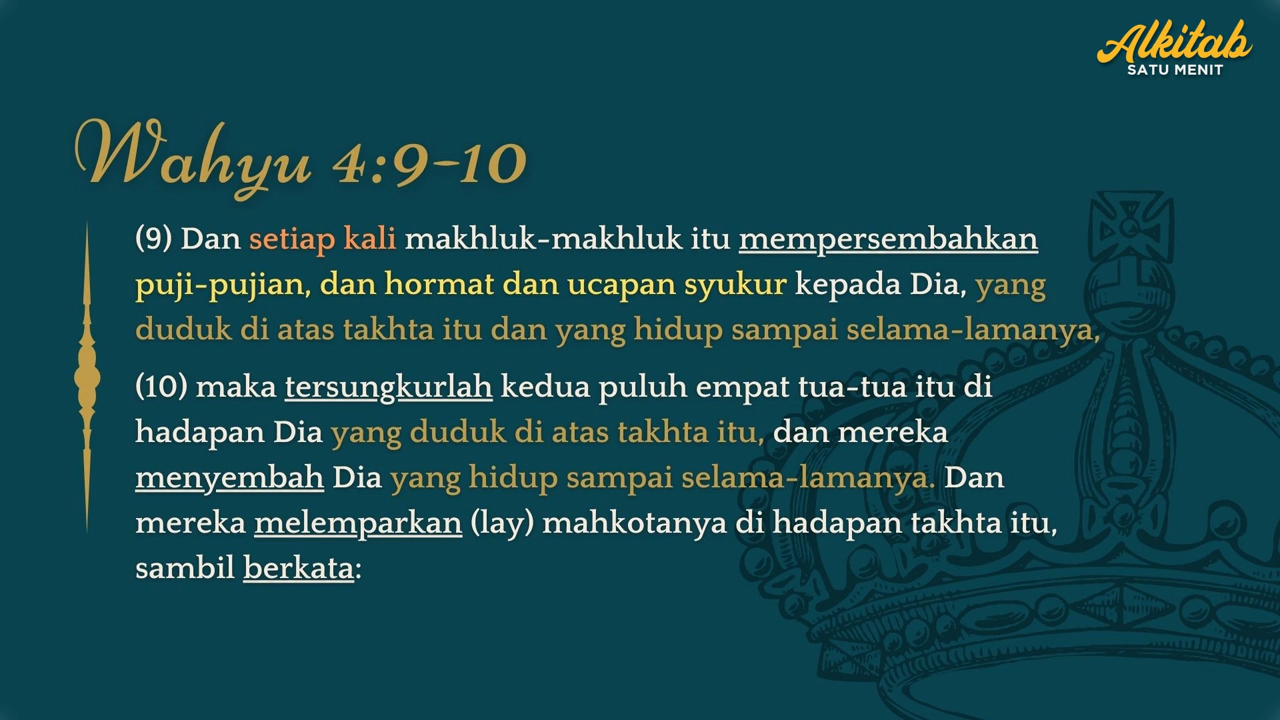 Alkitab
SATU MENIT
Wahyu 4:9-10
(9) Dan setiap kali makhluk-makhluk itu mempersembahkan
puji-pujian, dan hormat dan ucapan syukur kepada Dia, yang
duduk di atas takhta itu dan yang hidup sampai selama-lamanya,
(10) maka tersungkurlah kedua puluh empat tua-tua itu di
hadapan Dia yang duduk di atas takhta itu, dan mereka
menyembah Dia yang hidup sampai selama-lamanya. Dan
mereka melemparkan (lay) mahkotanya di hadapan takhta itu,
sambil berkata: